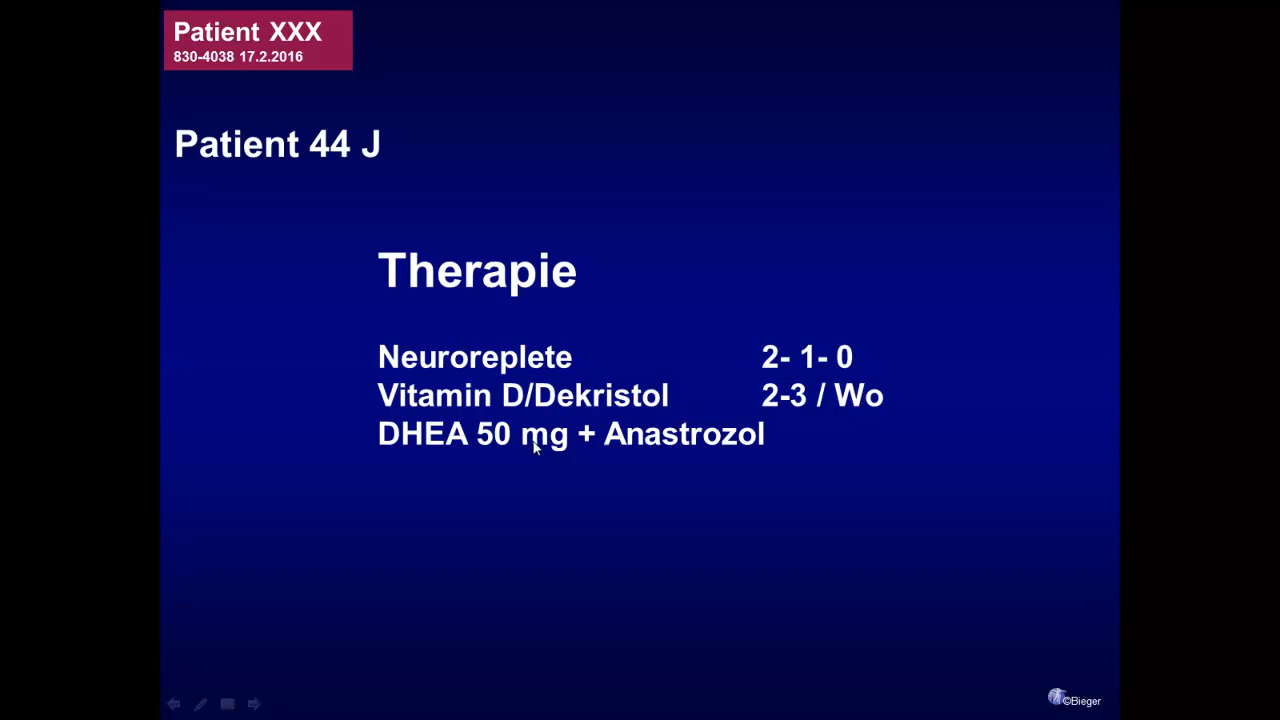 Patient XXX
830-4038 17.2.2016
Patient 44 J
Therapie
Neuroreplete 2- 1- 0
Vitamin D/Dekristol 2-3 / Wo
DHEA 50 mg + Anastrozol
©Bieger